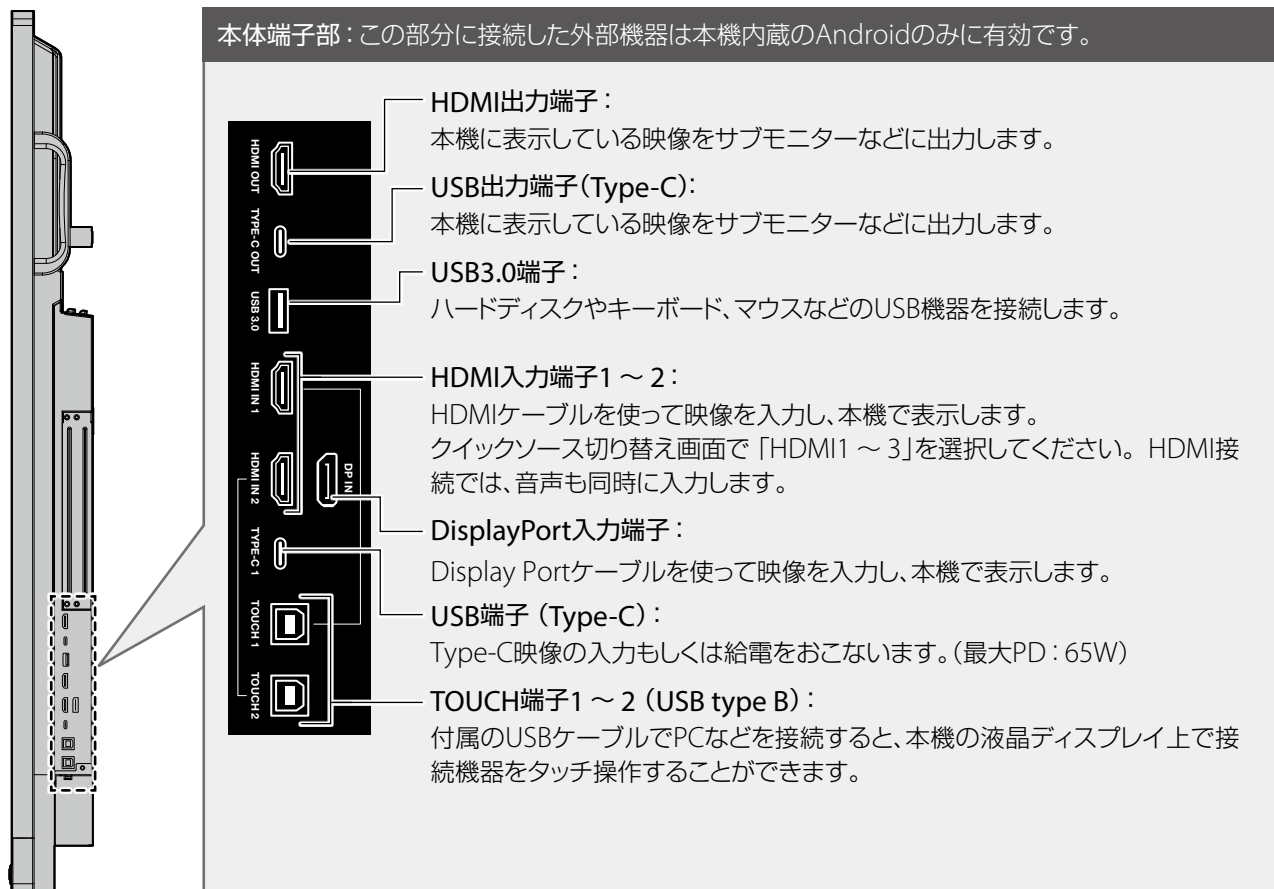 本体端子部：この部分に接続した外部機器は本機内蔵のAndroidのみに有効です。
HDMI出力端子：
本機に表示している映像をサブモニターなどに出力します。
USB出力端子（Type-C）：
本機に表示している映像をサブモニターなどに出力します。
USB3.0端子：
ハードディスクやキーボード、マウスなどのUSB機器を接続します。
HDMI入力端子1 ～ 2：
HDMIケーブルを使って映像を入力し、本機で表示します。
クイックソース切り替え画面で「HDMI1 ～ 3」を選択してください。HDMI接
続では、音声も同時に入力します。
DisplayPort入力端子：
Display Portケーブルを使って映像を入力し、本機で表示します。
USB端子（Type-C）：
Type-C映像の入力もしくは給電をおこないます。（最大PD：65W）
TOUCH端子1 ～ 2（USB type B）：
付属のUSBケーブルでPCなどを接続すると、本機の液晶ディスプレイ上で接
続機器をタッチ操作することができます。
HDMI OUT
TYPE-C OUT
USB 3.0
HDMI IN 1
HDMI IN 2
DP IN
TYPE-C 1
TOUCH 1
TOUCH 2